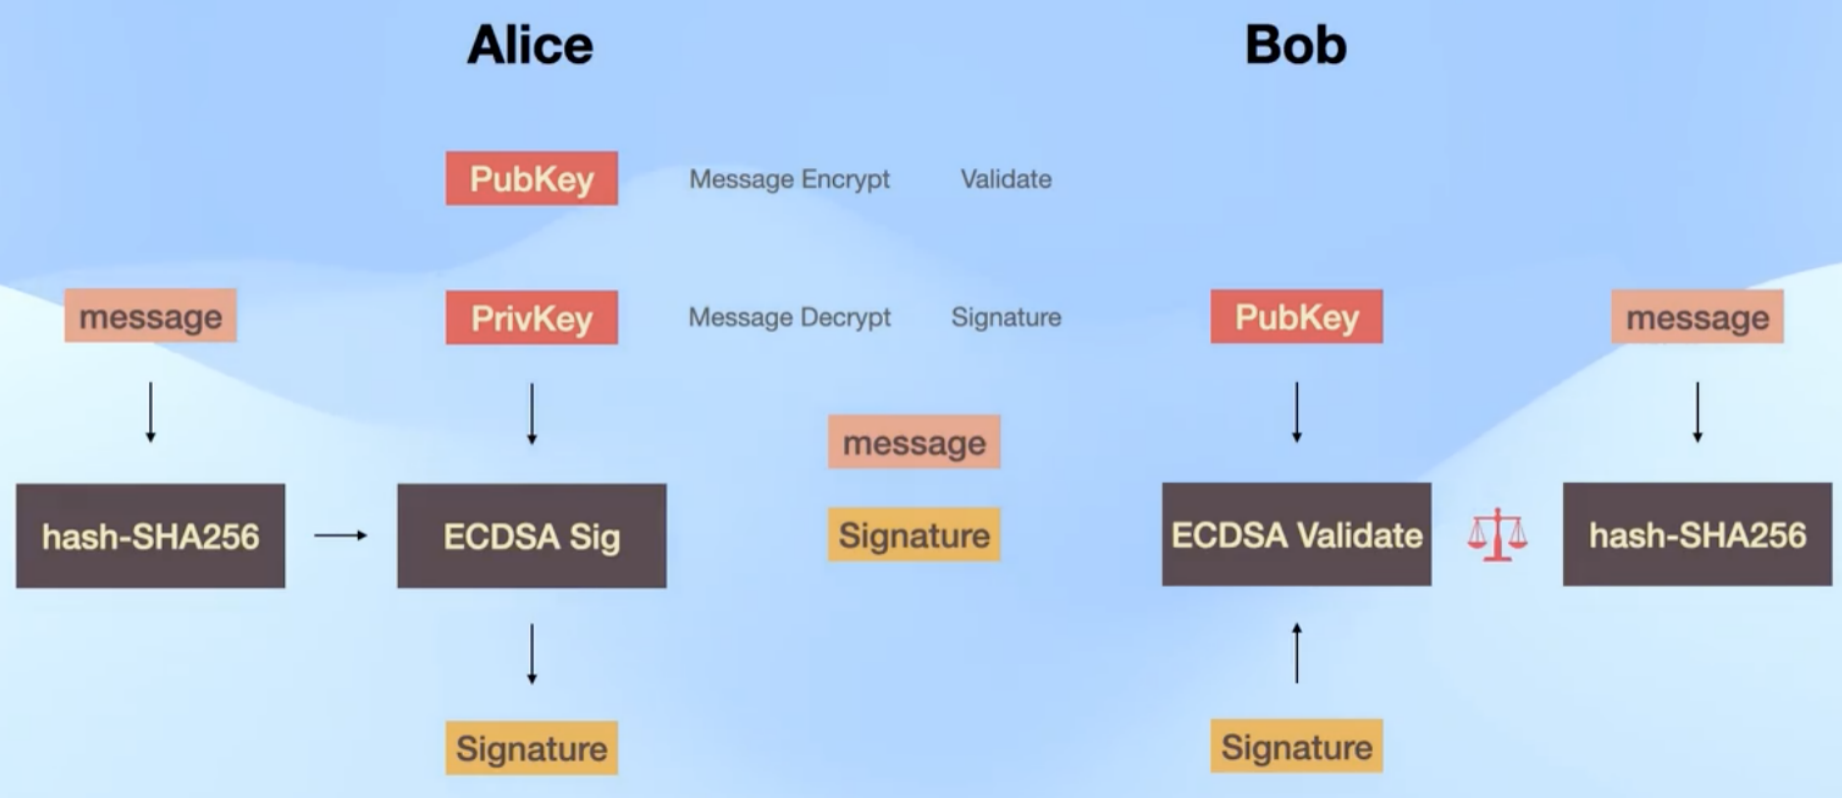 Alice
Bob
PubKey
Message Encrypt
Validate
message
PrivKey
Message Decrypt
Signature
PubKey
message
message
hash-SHA256
ECDSA Sig
Signature
ECDSA Validate
hash-SHA256
Signature
Signature